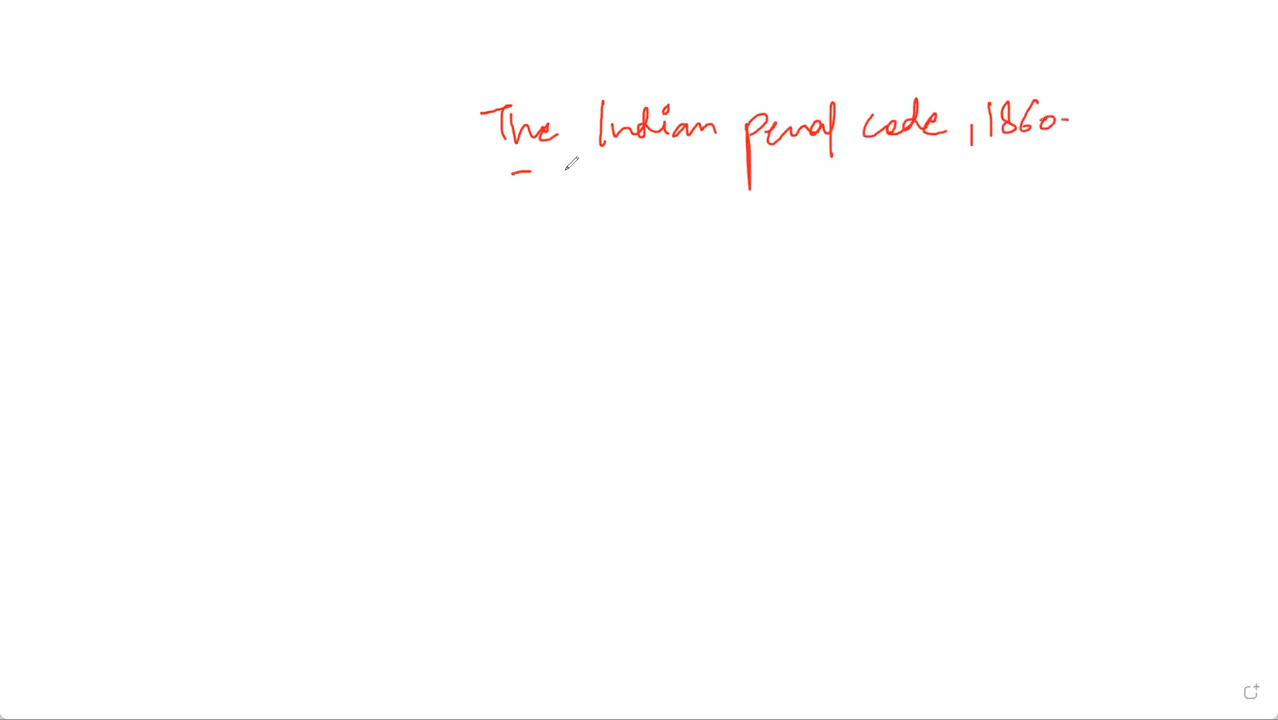 The Indian penal code, 1860-